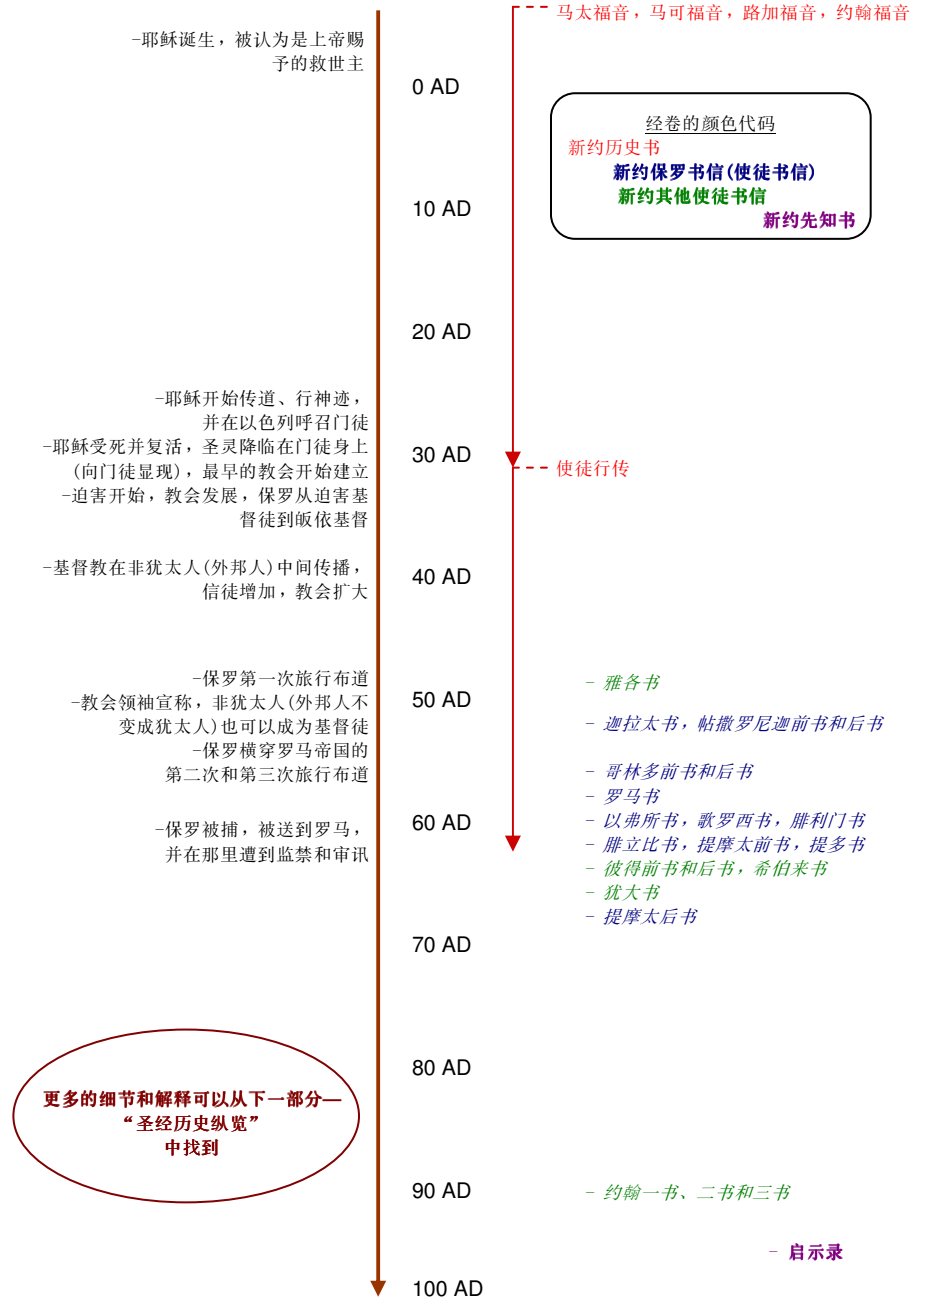 马太福音，马可福音，路加福音，约翰福音
-耶稣诞生，被认为是上帝赐
予的救世主
0 AD
经卷的颜色代码
新约历史书
新约保罗书信(使徒书信)
新约其他使徒书信
新约先知书
10 AD
20 AD
-耶稣开始传道、行神迹，
并在以色列呼召门徒
-耶稣受死并复活，圣灵降临在门徒身上
(向门徒显现)，最早的教会开始建立
-迫害开始，教会发展，保罗从迫害基
督徒到皈依基督
30 AD
使徒行传
-基督教在非犹太人(外邦人)中间传播，
信徒增加，教会扩大
40 AD
-保罗第一次旅行布道
-教会领袖宣称，非犹太人(外邦人不
变成犹太人)也可以成为基督徒
-保罗横穿罗马帝国的
第二次和第三次旅行布道
50 AD
- 雅各书
- 迦拉太书，帖撒罗尼迦前书和后书
- 哥林多前书和后书
- 罗马书
-保罗被捕，被送到罗马，
并在那里遭到监禁和审讯
60 AD
- 以弗所书，歌罗西书，腓利门书
- 腓立比书，提摩太前书，提多书
- 彼得前书和后书，希伯来书
- 犹大书
- 提摩太后书
70 AD
80 AD
更多的细节和解释可以从下一部分—
“圣经历史纵览”
中找到
90 AD
- 约翰一书、二书和三书
- 启示录
100 AD